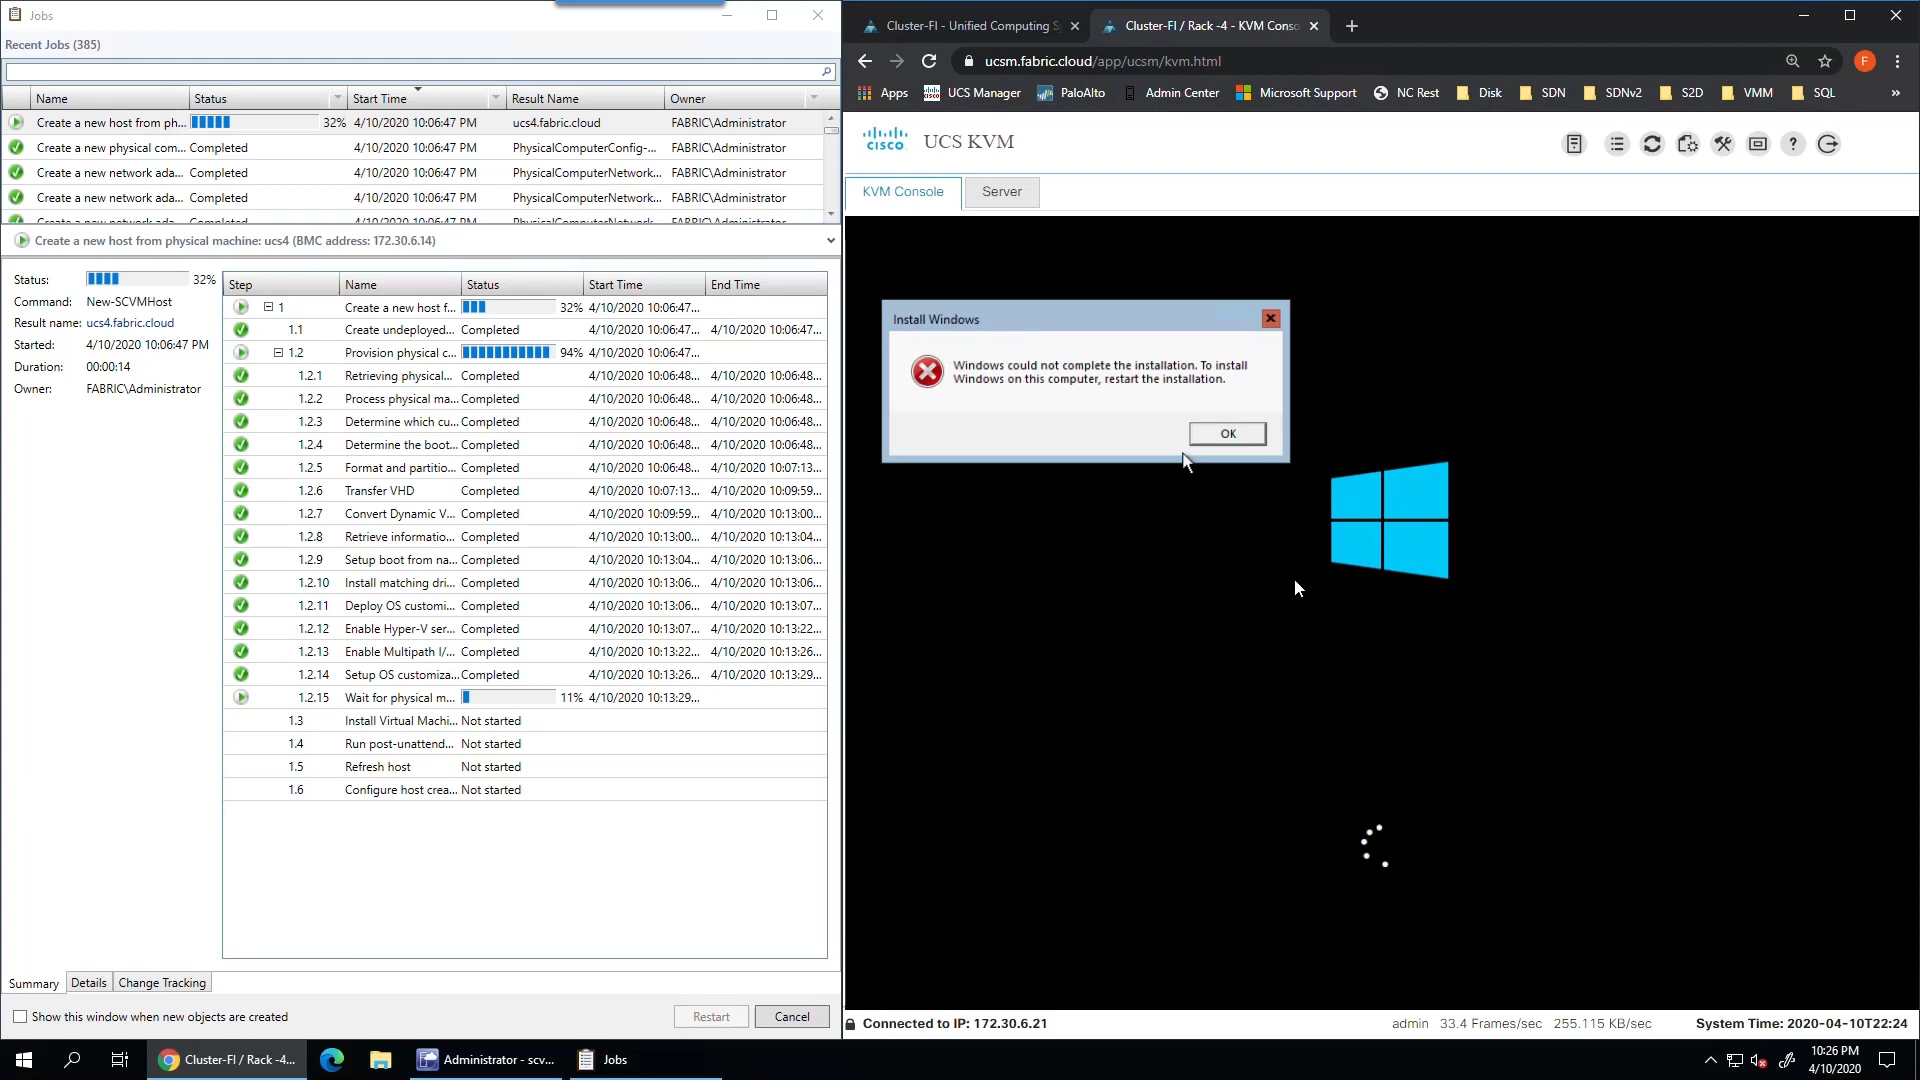 Jobs
Recent Jobs (385)
Name Status Start Time Result Name Owner
Create a new host from ph... 32% 4/10/2020 10:06:47 PM ucs4.fabric.cloud FABRIC\Administrator
Create a new physical com... Completed 4/10/2020 10:06:47 PM PhysicalComputerConfig-... FABRIC\Administrator
Create a new network ada... Completed 4/10/2020 10:06:47 PM PhysicalComputerNetwork... FABRIC\Administrator
Create a new network ada... Completed 4/10/2020 10:06:47 PM PhysicalComputerNetwork... FABRIC\Administrator
Create a new network ada... Completed 4/10/2020 10:06:47 PM PhysicalComputerNetwork... FABRIC\Administrator
Create a new host from physical machine: ucs4 (BMC address: 172.30.6.14)
Status: 32%
Command: New-SCVMHost
Result name: ucs4.fabric.cloud
Started: 4/10/2020 10:06:47 PM
Duration: 00:00:14
Owner: FABRIC\Administrator
Step Name Status Start Time End Time
1 Create a new host f... 32% 4/10/2020 10:06:47...
1.1 Create undeployed... Completed 4/10/2020 10:06:47... 4/10/2020 10:06:47...
1.2 Provision physical c... 94% 4/10/2020 10:06:47...
1.2.1 Retrieving physical... Completed 4/10/2020 10:06:48... 4/10/2020 10:06:48...
1.2.2 Process physical ma... Completed 4/10/2020 10:06:48... 4/10/2020 10:06:48...
1.2.3 Determine which cu... Completed 4/10/2020 10:06:48... 4/10/2020 10:06:48...
1.2.4 Determine the boot... Completed 4/10/2020 10:06:48... 4/10/2020 10:06:48...
1.2.5 Format and partitio... Completed 4/10/2020 10:06:48... 4/10/2020 10:07:13...
1.2.6 Transfer VHD Completed 4/10/2020 10:07:13... 4/10/2020 10:09:59...
1.2.7 Convert Dynamic V... Completed 4/10/2020 10:09:59... 4/10/2020 10:13:00...
1.2.8 Retrieve informatio... Completed 4/10/2020 10:13:00... 4/10/2020 10:13:04...
1.2.9 Setup boot from na... Completed 4/10/2020 10:13:04... 4/10/2020 10:13:06...
1.2.10 Install matching dri... Completed 4/10/2020 10:13:06... 4/10/2020 10:13:06...
1.2.11 Deploy OS customi... Completed 4/10/2020 10:13:06... 4/10/2020 10:13:07...
1.2.12 Enable Hyper-V ser... Completed 4/10/2020 10:13:07... 4/10/2020 10:13:22...
1.2.13 Enable Multipath I/... Completed 4/10/2020 10:13:22... 4/10/2020 10:13:26...
1.2.14 Setup OS customiza... Completed 4/10/2020 10:13:26... 4/10/2020 10:13:29...
1.2.15 Wait for physical m... 11% 4/10/2020 10:13:29...
1.3 Install Virtual Machi... Not started
1.4 Run post-unattend... Not started
1.5 Refresh host Not started
1.6 Configure host crea... Not started
Summary Details Change Tracking
Show this window when new objects are created
Restart Cancel
Cluster-FI - Unified Computing S
Cluster-FI / Rack -4 - KVM Conso
ucsm.fabric.cloud/app/ucsm/kvm.html
F
Apps UCS Manager PaloAlto Admin Center Microsoft Support NC Rest Disk SDN SDNv2 S2D VMM SQL »
cisco UCS KVM
KVM Console Server
Install Windows
Windows could not complete the installation. To install
Windows on this computer, restart the installation.
OK
Connected to IP: 172.30.6.21 admin 33.4 Frames/sec 255.115 KB/sec System Time: 2020-04-10T22:24
Cluster-FI / Rack -4... Administrator - scv... Jobs
10:26 PM
4/10/2020